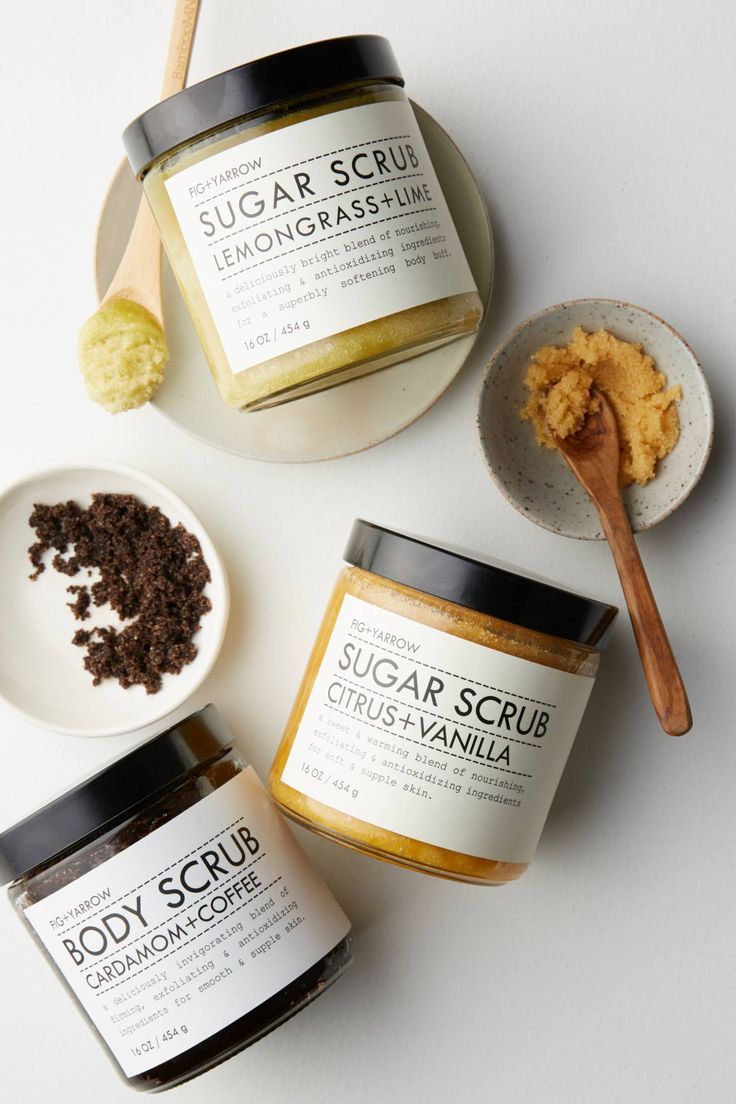 BambooMN
FIG+YARROW
SUGAR SCRUB
LEMONGRASS+LIME
a deliciously bright blend of nourishing,
exfoliating & antioxidizing ingredients
for a superbly softening body buff.
16 OZ / 454 g
FIG+YARROW
SUGAR SCRUB
CITRUS+VANILLA
a sweet & warming blend of nourishing,
exfoliating & antioxidizing ingredients
for soft & supple skin.
16 OZ / 454 g
FIG+YARROW
BODY SCRUB
CARDAMOM+COFFEE
a deliciously invigorating blend of
firming, exfoliating & antioxidizing
ingredients for smooth & supple skin.
16 OZ / 454 g